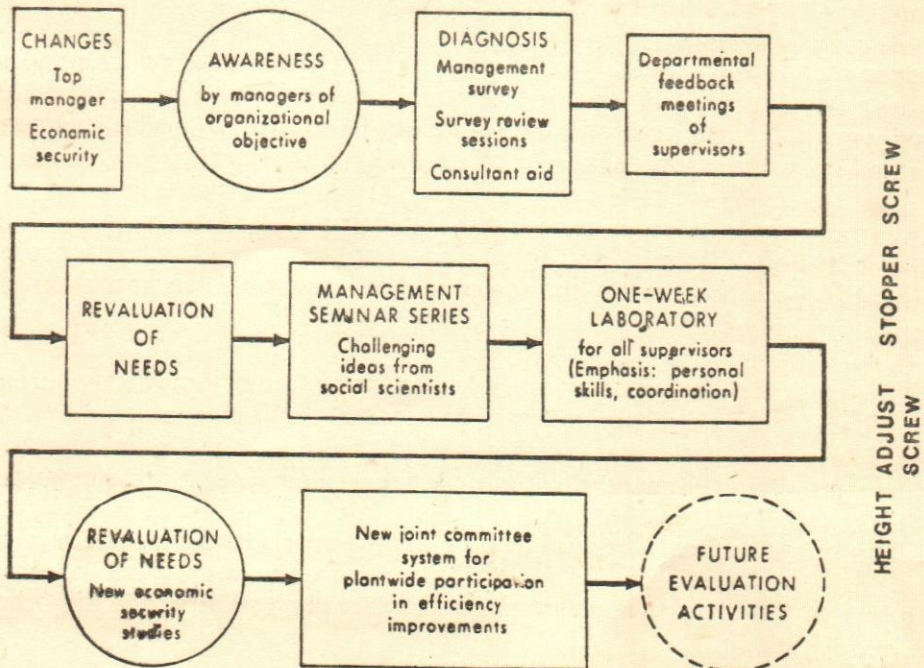 CHANGES
Top
manager
Economic
security
AWARENESS
by managers of
organizational
objective
DIAGNOSIS
Management
survey
Survey review
sessions
Consultant aid
Departmental
feedback
meetings
of
supervisors
REVALUATION
OF
NEEDS
MANAGEMENT
SEMINAR SERIES
Challenging
ideas from
social scientists
ONE-WEEK
LABORATORY
for all supervisors
(Emphasis: personal
skills, coordination)
REVALUATION
OF NEEDS
New economic
security
studies
New joint committee
system for
plantwide participation
in efficiency
improvements
FUTURE
EVALUATION
ACTIVITIES
HEIGHT ADJUST STOPPER SCREW
SCREW